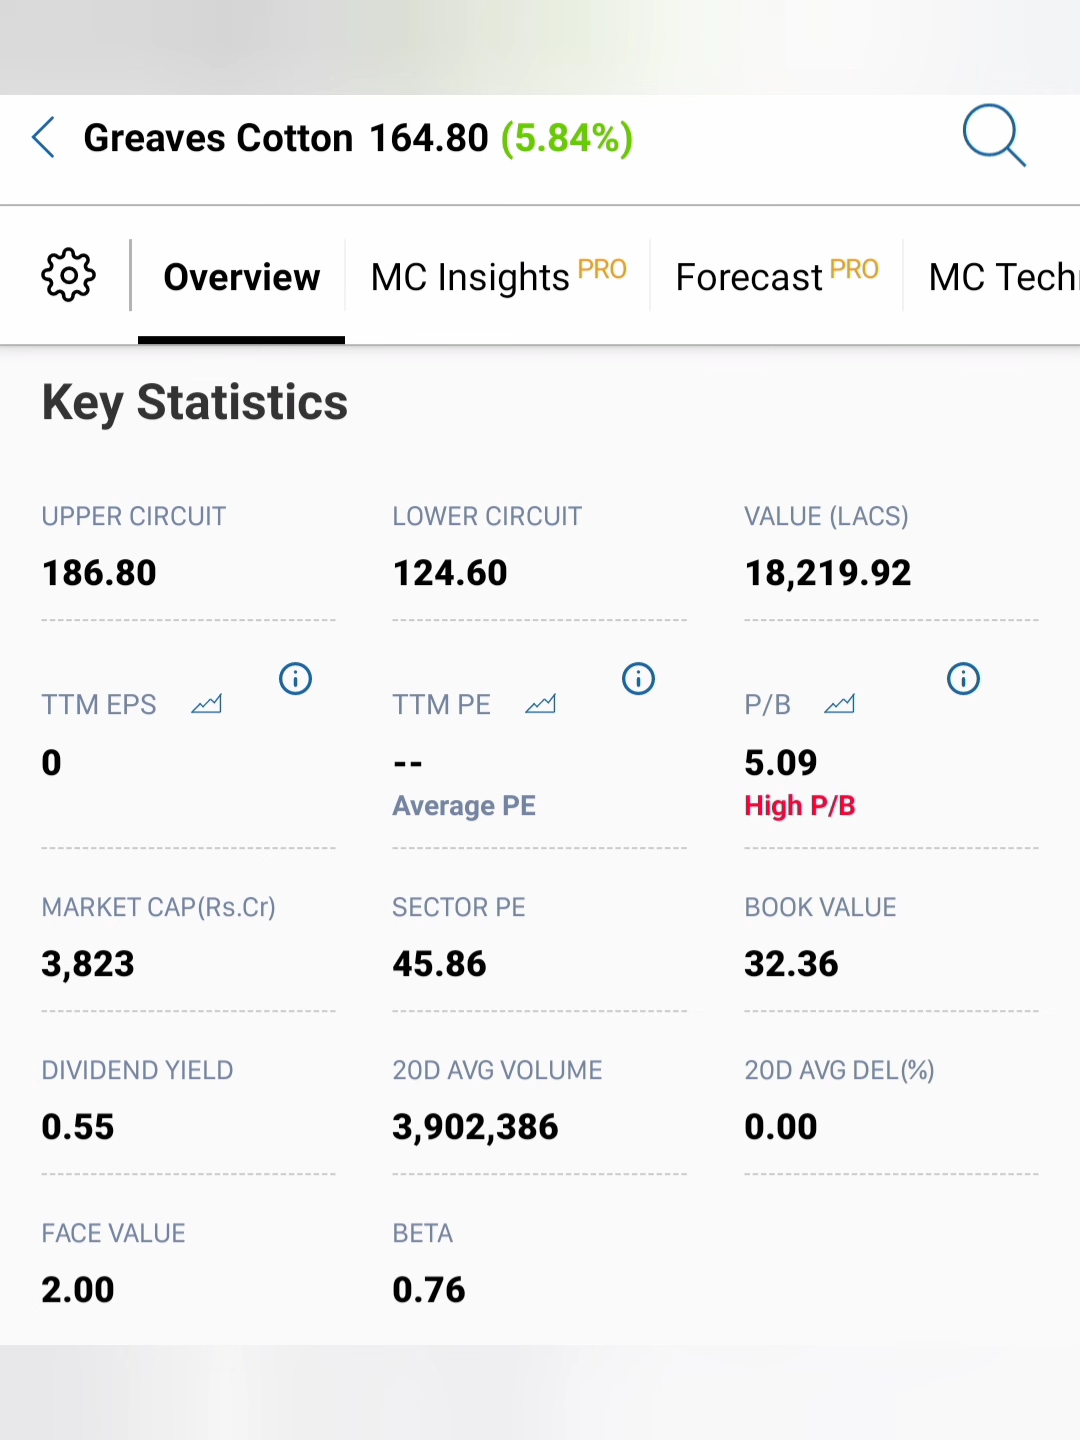 Greaves Cotton 164.80 (5.84%)
Overview MC Insights PRO Forecast PRO MC Tech
Key Statistics
UPPER CIRCUIT LOWER CIRCUIT VALUE (LACS)
186.80 124.60 18,219.92
TTM EPS TTM PE P/B
0 -- 5.09
Average PE High P/B
MARKET CAP(Rs.Cr) SECTOR PE BOOK VALUE
3,823 45.86 32.36
DIVIDEND YIELD 20D AVG VOLUME 20D AVG DEL(%)
0.55 3,902,386 0.00
FACE VALUE BETA
2.00 0.76